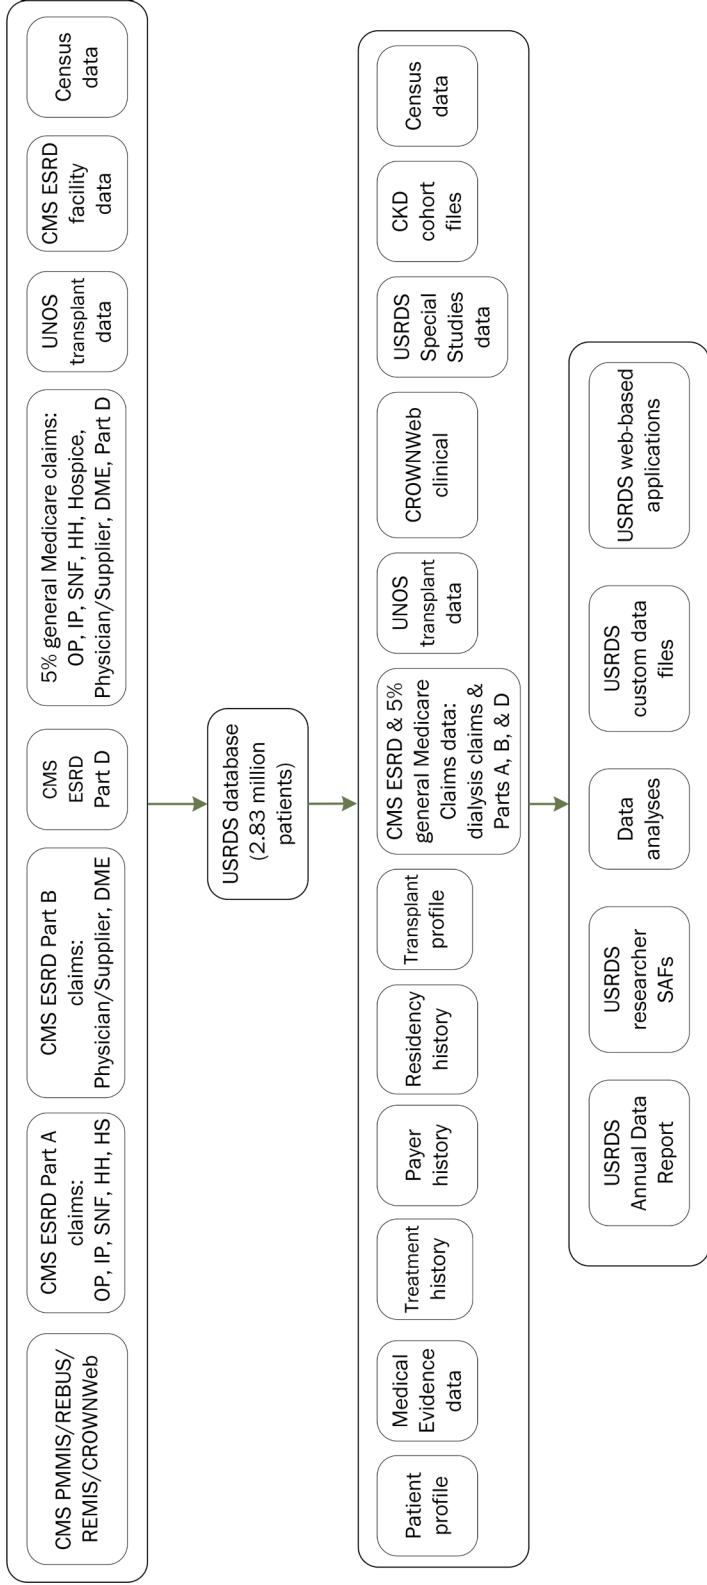 CMS PMMIS/REBUS/
REMIS/CROWNWeb
CMS ESRD Part A
claims:
OP, IP, SNF, HH, HS
CMS ESRD Part B
claims:
Physician/Supplier, DME
CMS
ESRD
Part D
5% general Medicare claims:
OP, IP, SNF, HH, Hospice,
Physician/Supplier, DME, Part D
UNOS
transplant
data
CMS ESRD
facility
data
Census
data
USRDS database
(2.83 million
patients)
Patient
profile
Medical
Evidence
data
Treatment
history
Payer
history
Residency
history
Transplant
profile
CMS ESRD & 5%
general Medicare
Claims data:
dialysis claims &
Parts A, B, & D
UNOS
transplant
data
CROWNWeb
clinical
USRDS
Special
Studies
data
CKD
cohort
files
Census
data
USRDS
Annual Data
Report
USRDS
researcher
SAFs
Data
analyses
USRDS
custom data
files
USRDS web-based
applications